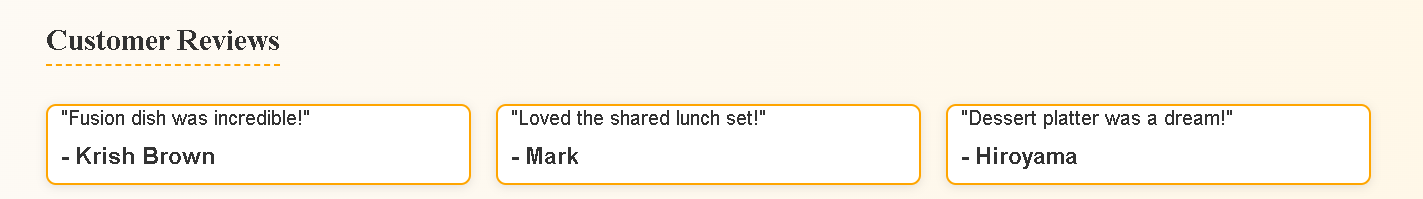 Customer Reviews
"Fusion dish was incredible!"
- Krish Brown
"Loved the shared lunch set!"
- Mark
"Dessert platter was a dream!"
- Hiroyama